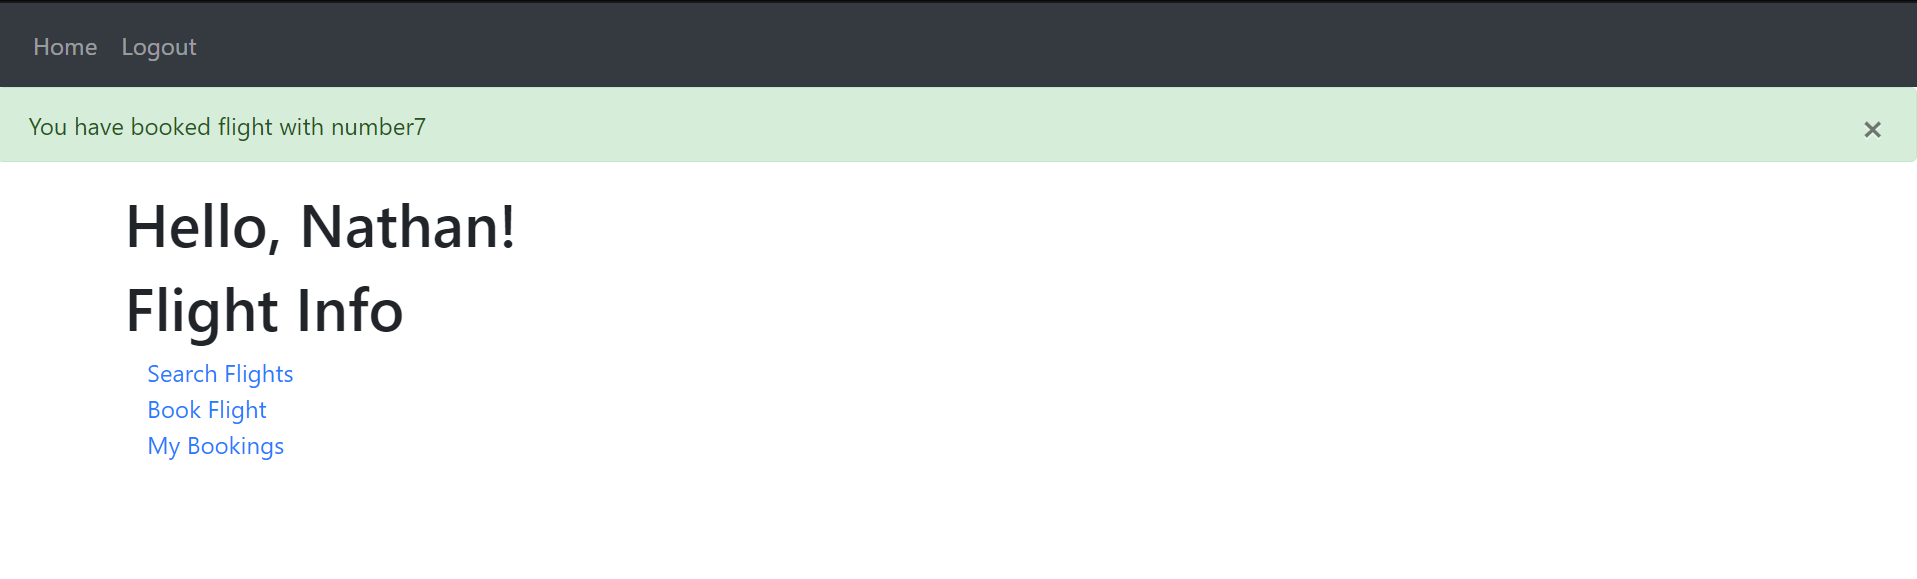 Home Logout
You have booked flight with number7 ×
Hello, Nathan!
Flight Info
Search Flights
Book Flight
My Bookings